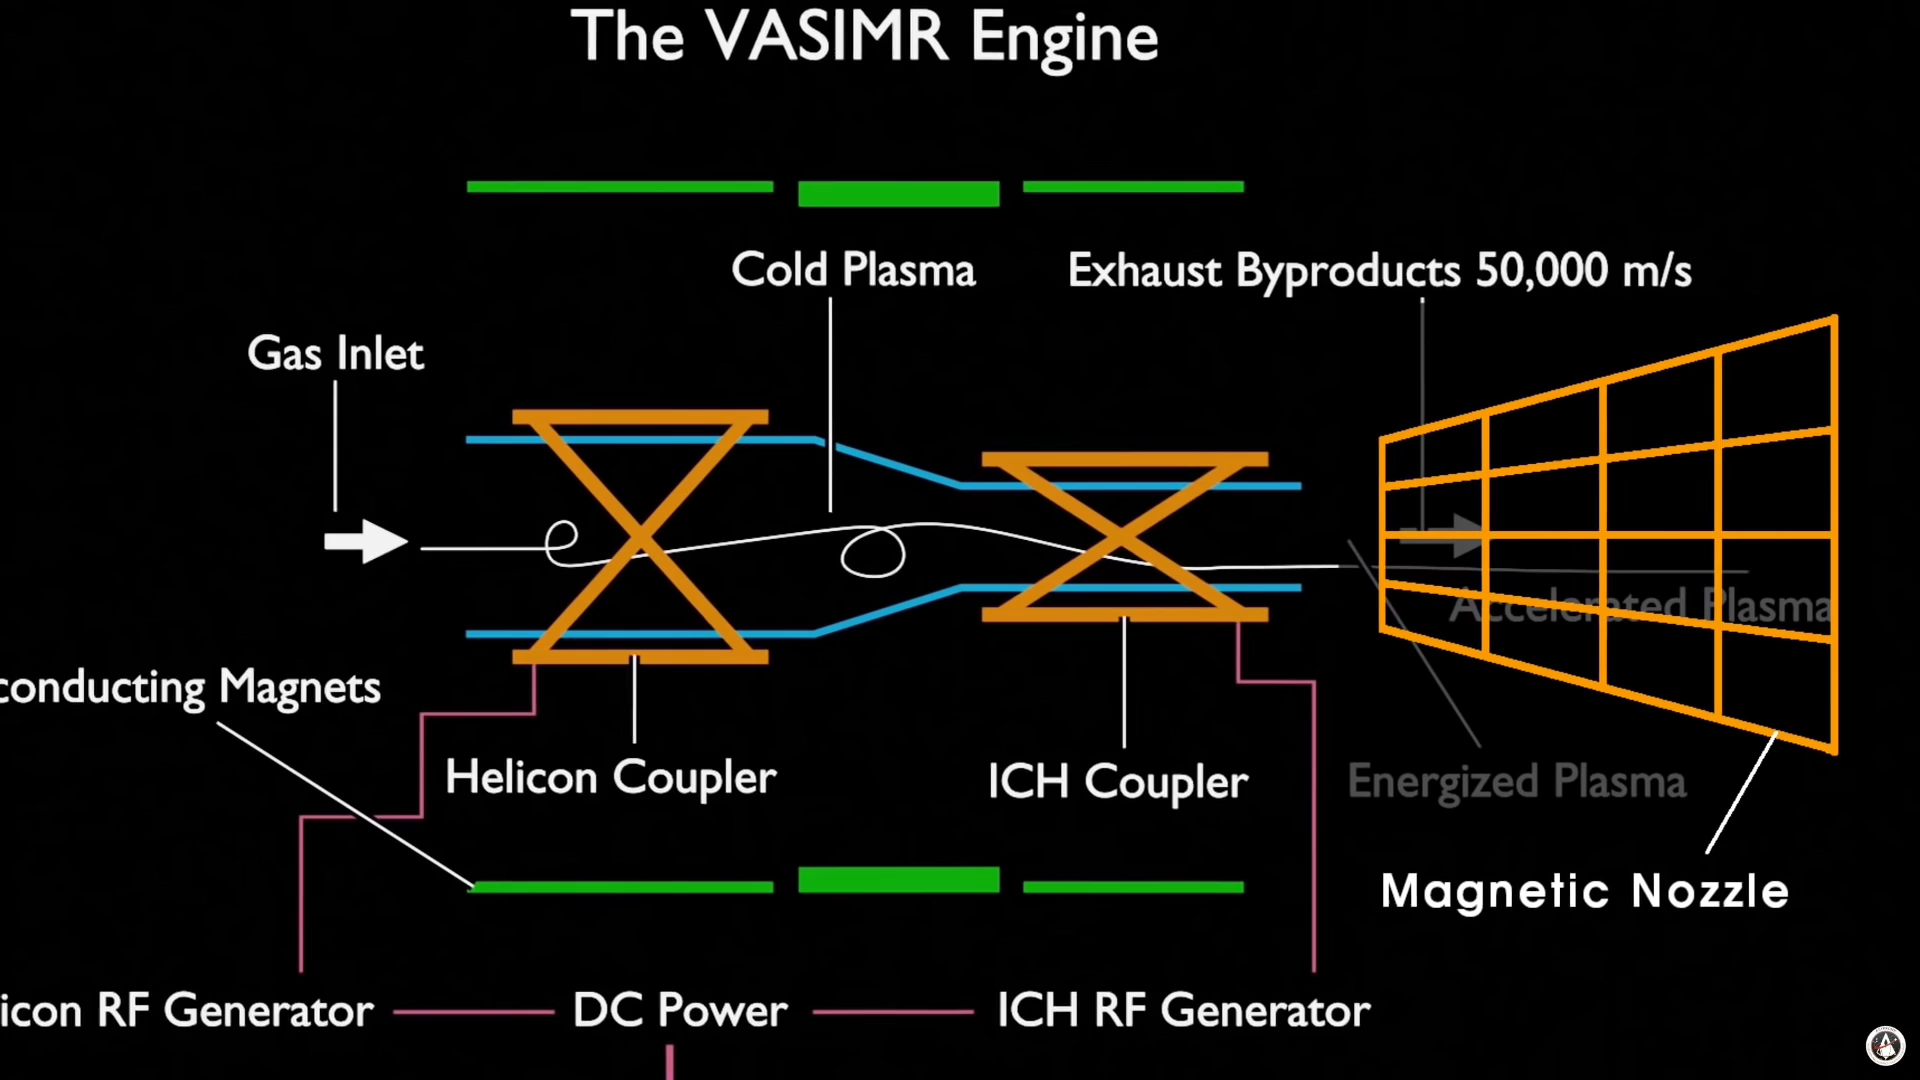 The VASIMR Engine
Cold Plasma
Exhaust Byproducts 50,000 m/s
Gas Inlet
Accelerated Plasma
conducting Magnets
Helicon Coupler
ICH Coupler
Energized Plasma
Magnetic Nozzle
icon RF Generator
DC Power
ICH RF Generator